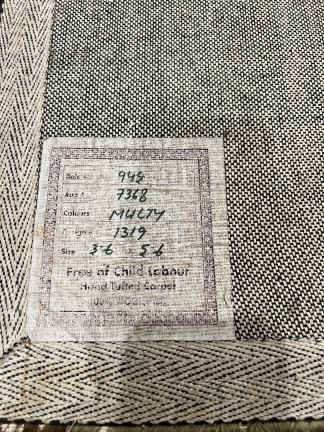 Bale 945
Art 7368
Colours MULTY
Design 1319
Size 3-6 5-6
Free of Child Labour
Hand Tufted Carpet